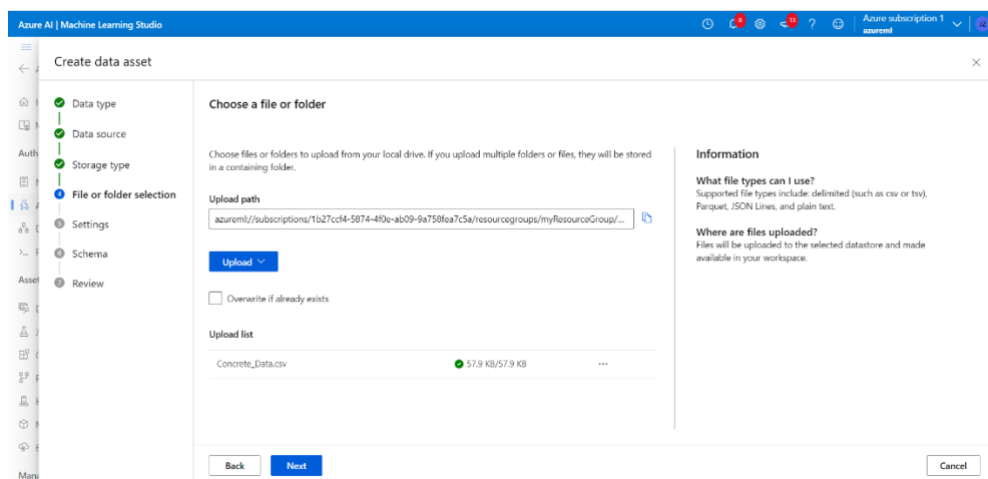 Azure AI | Machine Learning Studio
Azure subscription 1
azureml
Create data asset
Data type
Data source
Storage type
File or folder selection
Settings
Schema
Review
Choose a file or folder
Choose files or folders to upload from your local drive. If you upload multiple folders or files, they will be stored
in a containing folder.
Upload path
azureml://subscriptions/1b27ccf4-5874-4f0e-ab09-9a758fea7c5a/resourcegroups/myResourceGroup/...
Upload
Overwrite if already exists
Upload list
Concrete_Data.csv
57.9 KB/57.9 KB
...
Information
What file types can I use?
Supported file types include: delimited (such as csv or tsv),
Parquet, JSON Lines, and plain text.
Where are files uploaded?
Files will be uploaded to the selected datastore and made
available in your workspace.
Back
Next
Cancel
Auth
Asset
Mana